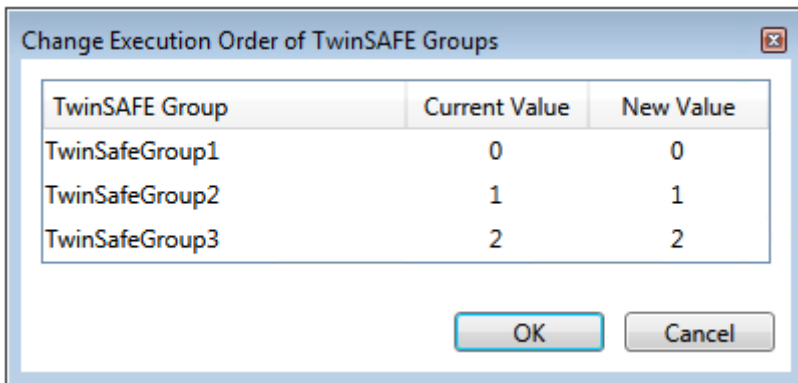 Change Execution Order of TwinSAFE Groups
TwinSAFE Group Current Value New Value
TwinSafeGroup1 0 0
TwinSafeGroup2 1 1
TwinSafeGroup3 2 2
OK Cancel